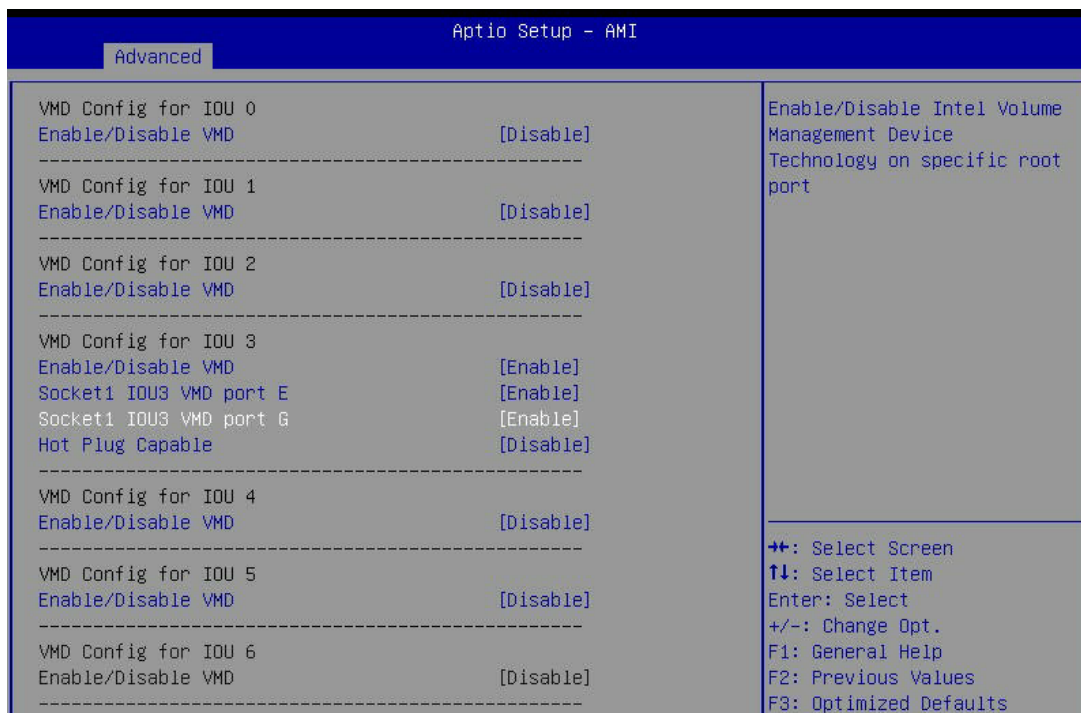 Aptio Setup – AMI
Advanced
VMD Config for IOU 0
Enable/Disable VMD [Disable]
------------------------------------------------
VMD Config for IOU 1
Enable/Disable VMD [Disable]
------------------------------------------------
VMD Config for IOU 2
Enable/Disable VMD [Disable]
------------------------------------------------
VMD Config for IOU 3
Enable/Disable VMD [Enable]
Socket1 IOU3 VMD port E [Enable]
Socket1 IOU3 VMD port G [Enable]
Hot Plug Capable [Disable]
------------------------------------------------
VMD Config for IOU 4
Enable/Disable VMD [Disable]
------------------------------------------------
VMD Config for IOU 5
Enable/Disable VMD [Disable]
------------------------------------------------
VMD Config for IOU 6
Enable/Disable VMD [Disable]
------------------------------------------------
Enable/Disable Intel Volume
Management Device
Technology on specific root
port
→←: Select Screen
↑↓: Select Item
Enter: Select
+/-: Change Opt.
F1: General Help
F2: Previous Values
F3: Optimized Defaults